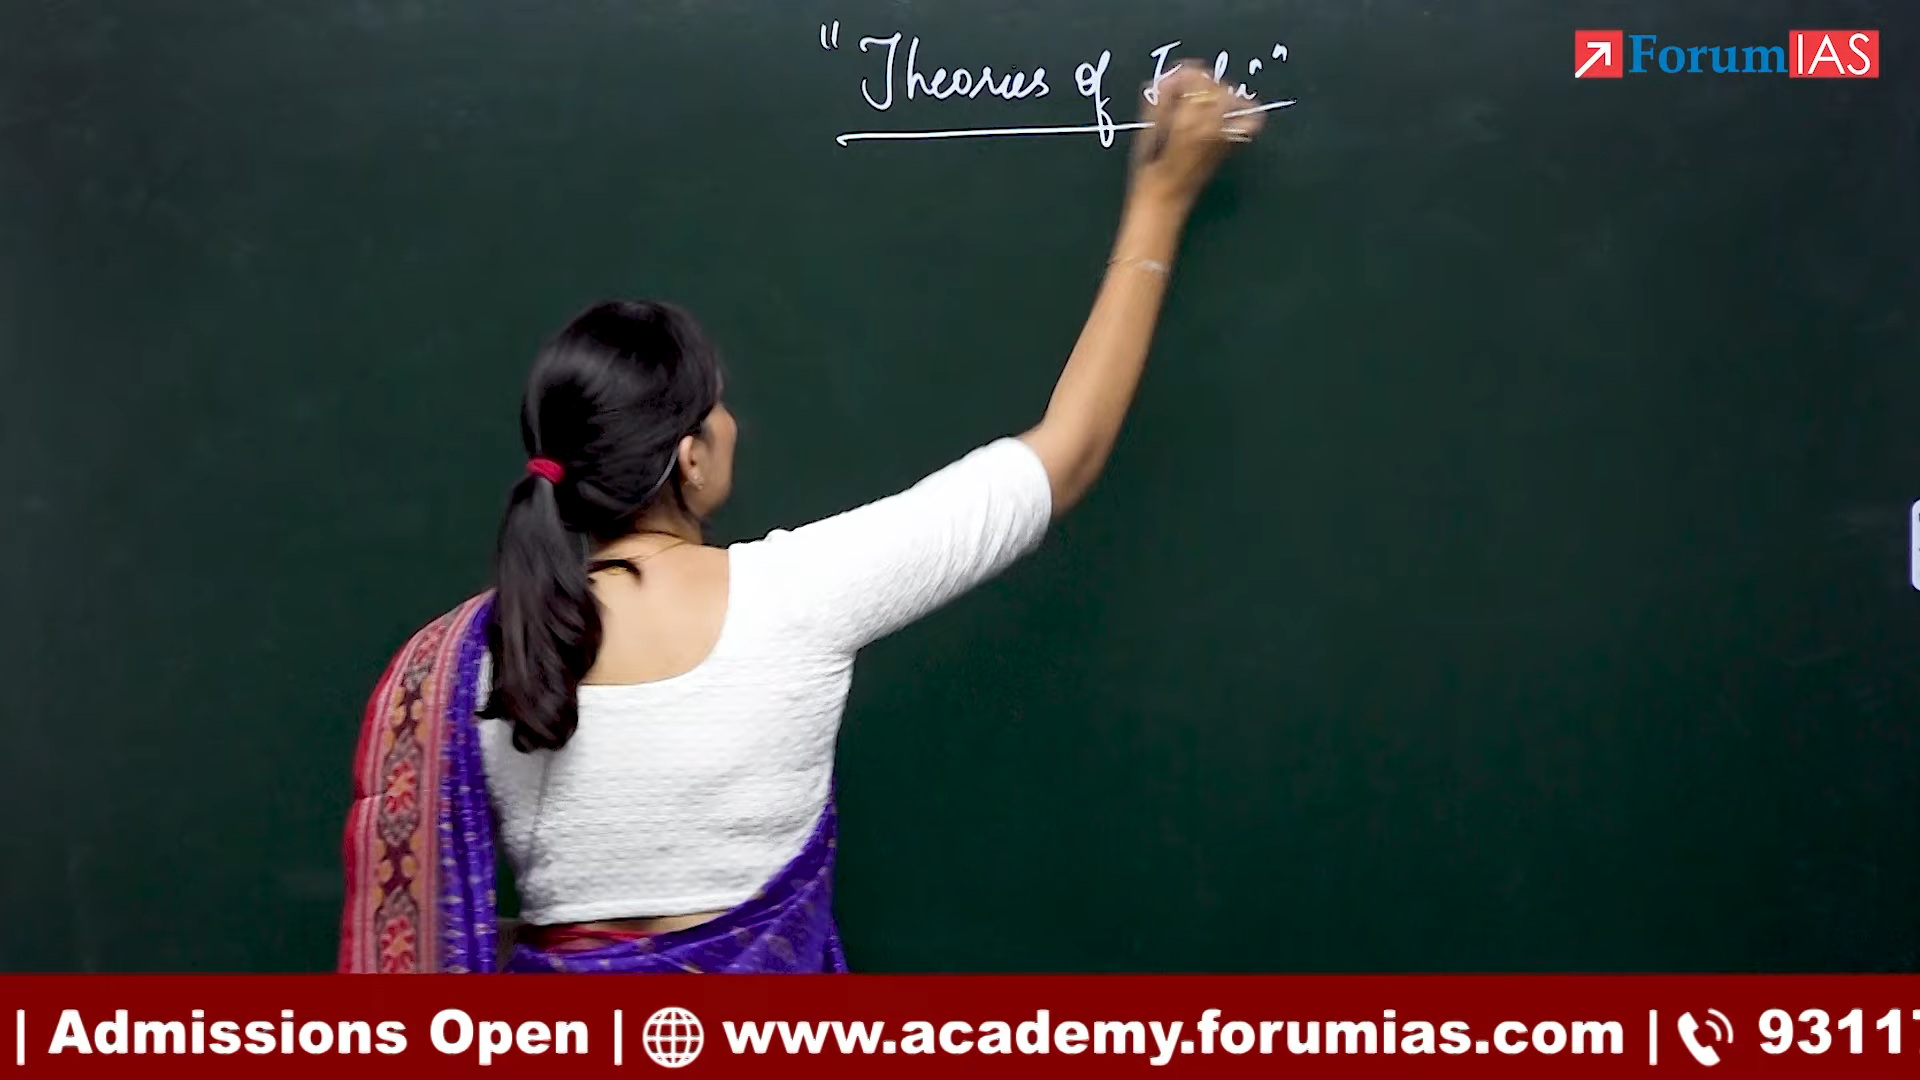 "Theories of
ForumIAS
| Admissions Open | www.academy.forumias.com | 9311